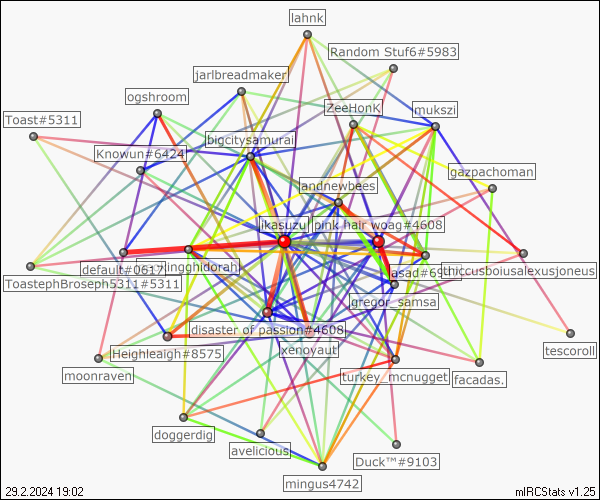 lahnk
Random Stuf6#5983
jarlbreadmaker
ogshroom
ZeeHonK
mukszi
Toast#5311
bigcitysamurai
Knowun#6424
gazpachoman
landnewbees
ikasuzu
pink hair woag#4608
default#0617
kingghidorah
asad#69
thiccusboiusalexusjoneus
ToastephBroseph5311#5311
gregor_samsa
disaster of passion#4608
xenoyaut
Heighleaigh#8575
tescoroll
moonraven
turkey_mcnugget
facadas.
doggerdig
avelicious
Duck™#9103
mingus4742
29.2.2024 19:02
mIRCStats v1.25